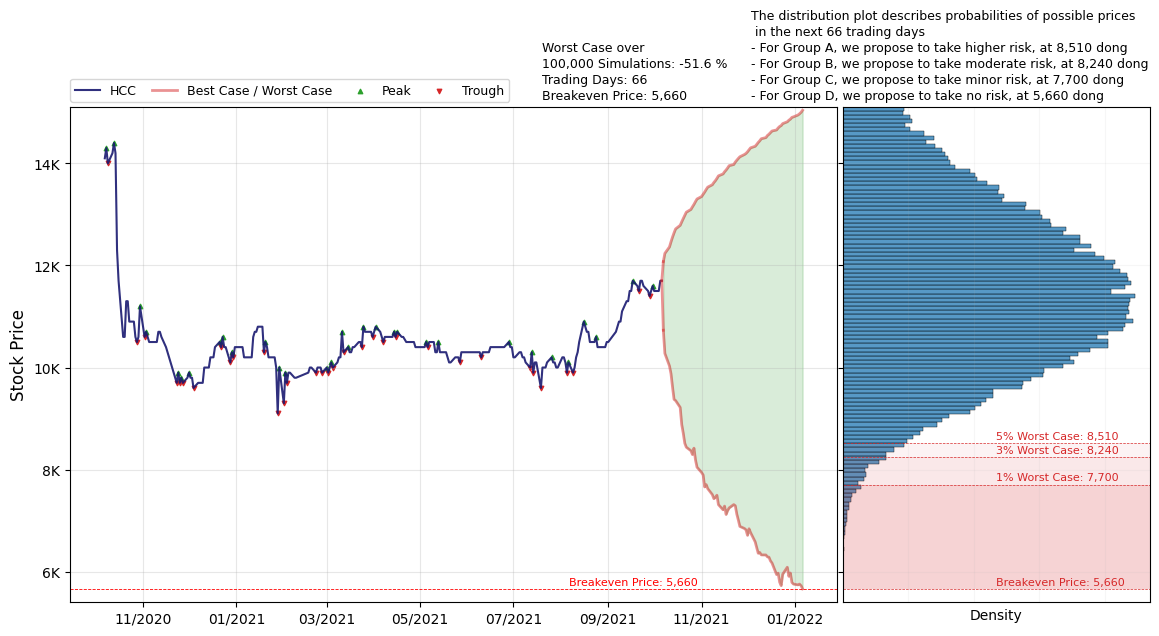 The distribution plot describes probabilities of possible prices
in the next 66 trading days
- For Group A, we propose to take higher risk, at 8,510 dong
- For Group B, we propose to take moderate risk, at 8,240 dong
- For Group C, we propose to take minor risk, at 7,700 dong
- For Group D, we propose to take no risk, at 5,660 dong
Worst Case over
100,000 Simulations: -51.6 %
Trading Days: 66
Breakeven Price: 5,660
HCC
Best Case / Worst Case
Peak
Trough
Stock Price
14K
12K
10K
8K
6K
Breakeven Price: 5,660
11/2020
01/2021
03/2021
05/2021
07/2021
09/2021
11/2021
01/2022
5% Worst Case: 8,510
3% Worst Case: 8,240
1% Worst Case: 7,700
Breakeven Price: 5,660
Density